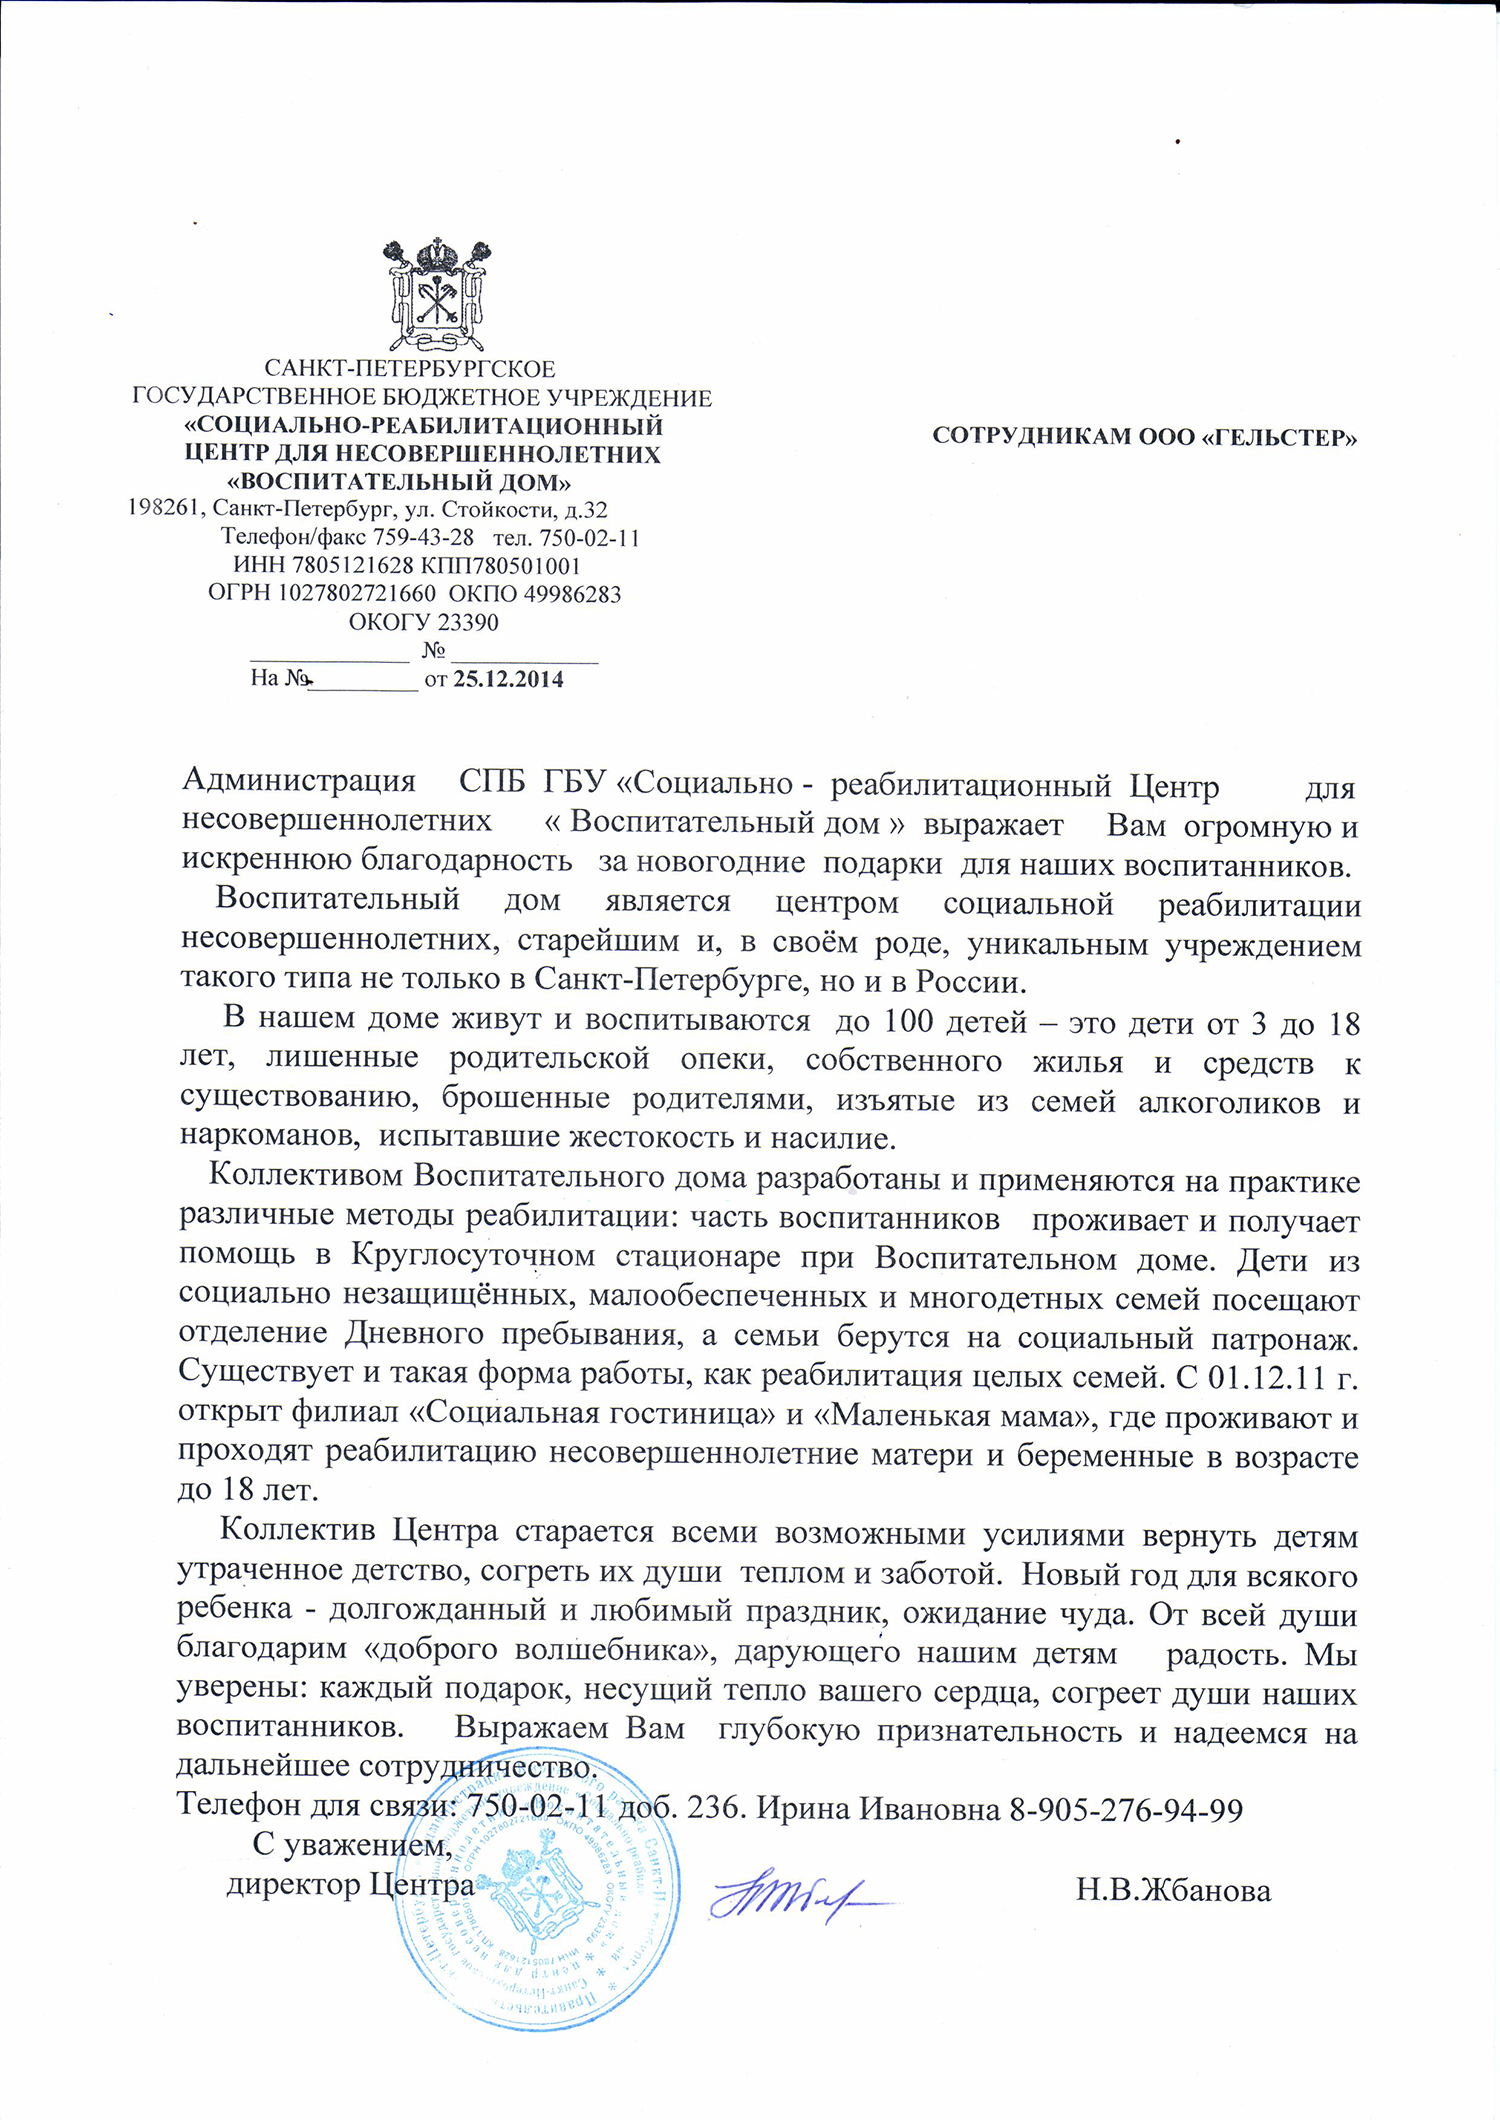 САНКТ-ПЕТЕРБУРГСКОЕ
ГОСУДАРСТВЕННОЕ БЮДЖЕТНОЕ УЧРЕЖДЕНИЕ
«СОЦИАЛЬНО-РЕАБИЛИТАЦИОННЫЙ
ЦЕНТР ДЛЯ НЕСОВЕРШЕННОЛЕТНИХ
«ВОСПИТАТЕЛЬНЫЙ ДОМ»
198261, Санкт-Петербург, ул. Стойкости, д.32
Телефон/факс 759-43-28 тел. 750-02-11
ИНН 7805121628 КПП780501001
ОГРН 1027802721660 ОКПО 49986283
ОКОГУ 23390
____________ № ___________
На №_________ от 25.12.2014
СОТРУДНИКАМ ООО «ГЕЛЬСТЕР»
Администрация СПБ ГБУ «Социально - реабилитационный Центр для
несовершеннолетних « Воспитательный дом » выражает Вам огромную и
искреннюю благодарность за новогодние подарки для наших воспитанников.
Воспитательный дом является центром социальной реабилитации
несовершеннолетних, старейшим и, в своём роде, уникальным учреждением
такого типа не только в Санкт-Петербурге, но и в России.
В нашем доме живут и воспитываются до 100 детей – это дети от 3 до 18
лет, лишенные родительской опеки, собственного жилья и средств к
существованию, брошенные родителями, изъятые из семей алкоголиков и
наркоманов, испытавшие жестокость и насилие.
Коллективом Воспитательного дома разработаны и применяются на практике
различные методы реабилитации: часть воспитанников проживает и получает
помощь в Круглосуточном стационаре при Воспитательном доме. Дети из
социально незащищённых, малообеспеченных и многодетных семей посещают
отделение Дневного пребывания, а семьи берутся на социальный патронаж.
Существует и такая форма работы, как реабилитация целых семей. С 01.12.11 г.
открыт филиал «Социальная гостиница» и «Маленькая мама», где проживают и
проходят реабилитацию несовершеннолетние матери и беременные в возрасте
до 18 лет.
Коллектив Центра старается всеми возможными усилиями вернуть детям
утраченное детство, согреть их души теплом и заботой. Новый год для всякого
ребенка - долгожданный и любимый праздник, ожидание чуда. От всей души
благодарим «доброго волшебника», дарующего нашим детям радость. Мы
уверены: каждый подарок, несущий тепло вашего сердца, согреет души наших
воспитанников. Выражаем Вам глубокую признательность и надеемся на
дальнейшее сотрудничество.
Телефон для связи: 750-02-11 доб. 236. Ирина Ивановна 8-905-276-94-99
С уважением,
директор Центра Н.В.Жбанова